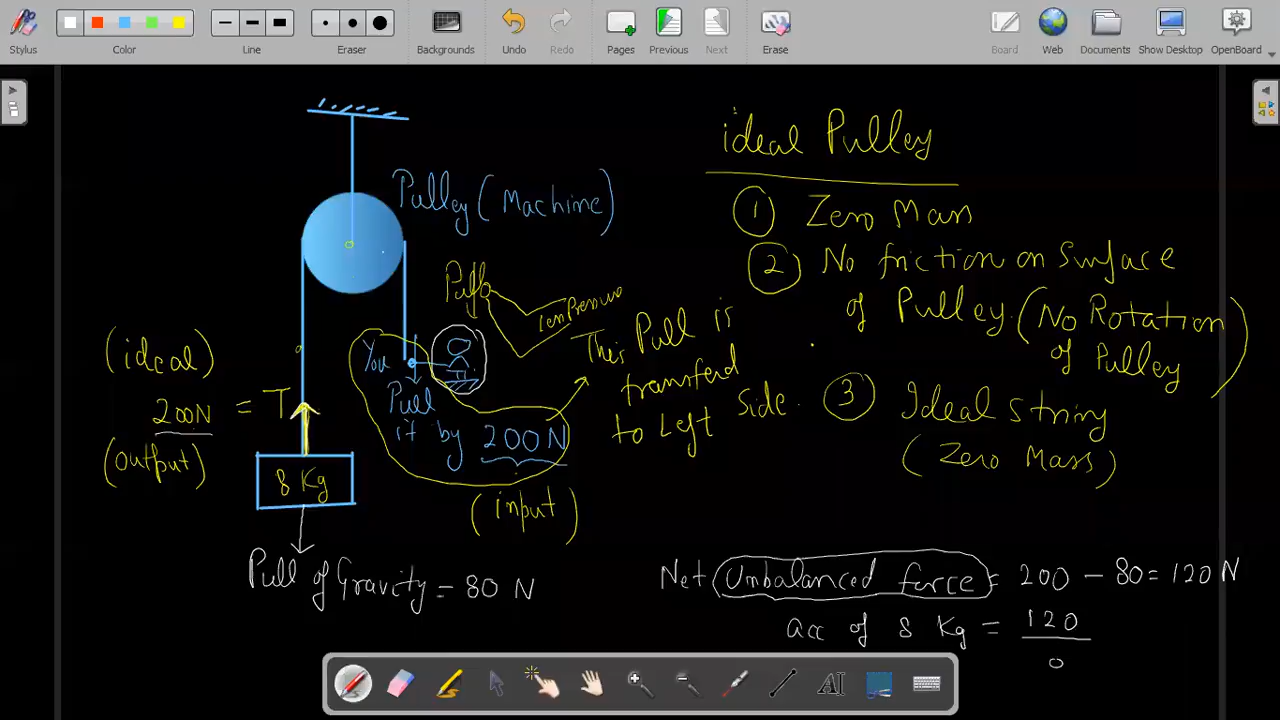 Stylus
Color
Line
Eraser
Backgrounds
Undo
Redo
Pages
Previous
Next
Erase
Board
Web
Documents
Show Desktop
OpenBoard
Pulley (Machine)
ideal Pulley
1 Zero Mass
2 No friction on Surface
of Pulley. (No Rotation
of Pulley)
3 Ideal string
(Zero Mass)
Less Pressure
This Pull is
transferd
to Left Side.
You
Pull
it by 200 N
(input)
(ideal)
200N = T
(output)
8 Kg
Pull of Gravity = 80 N
Net Unbalanced force = 200 - 80 = 120 N
acc of 8 Kg = 120